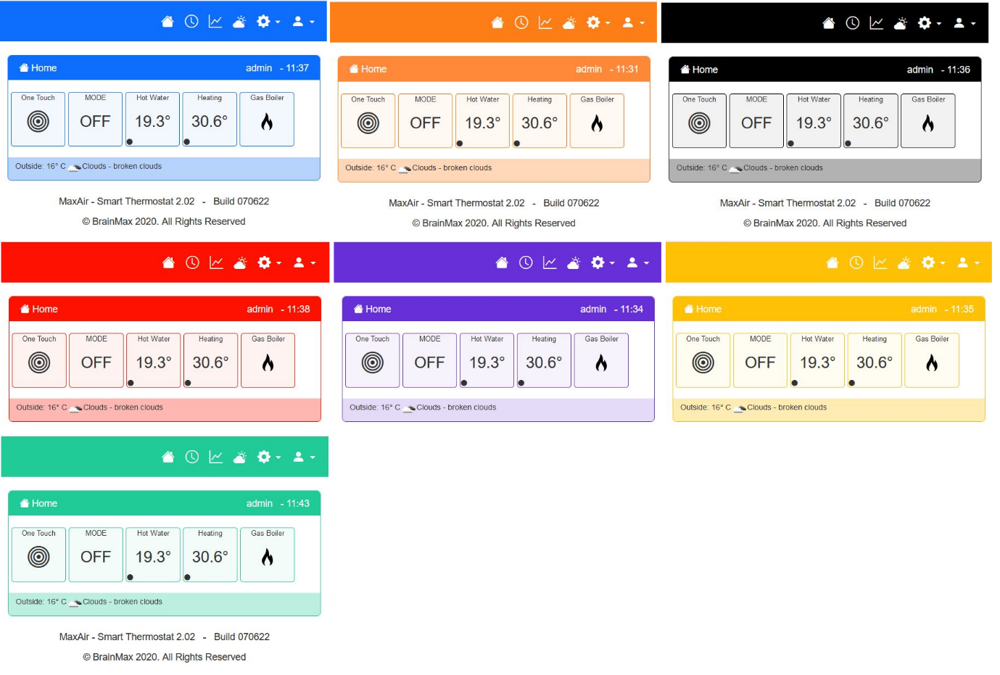 Home admin - 11:37
One Touch MODE Hot Water Heating Gas Boiler
OFF 19.3° 30.6°
Outside: 16° C Clouds - broken clouds
MaxAir - Smart Thermostat 2.02 - Build 070622
© BrainMax 2020. All Rights Reserved
Home admin - 11:31
One Touch MODE Hot Water Heating Gas Boiler
OFF 19.3° 30.6°
Outside: 16° C Clouds - broken clouds
MaxAir - Smart Thermostat 2.02 - Build 070622
© BrainMax 2020. All Rights Reserved
Home admin - 11:36
One Touch MODE Hot Water Heating Gas Boiler
OFF 19.3° 30.6°
Outside: 16° C Clouds - broken clouds
MaxAir - Smart Thermostat 2.02 - Build 070622
© BrainMax 2020. All Rights Reserved
Home admin - 11:38
One Touch MODE Hot Water Heating Gas Boiler
OFF 19.3° 30.6°
Outside: 16° C Clouds - broken clouds
Home admin - 11:34
One Touch MODE Hot Water Heating Gas Boiler
OFF 19.3° 30.6°
Outside: 16° C Clouds - broken clouds
Home admin - 11:35
One Touch MODE Hot Water Heating Gas Boiler
OFF 19.3° 30.6°
Outside: 16° C Clouds - broken clouds
Home admin - 11:43
One Touch MODE Hot Water Heating Gas Boiler
OFF 19.3° 30.6°
Outside: 16° C Clouds - broken clouds
MaxAir - Smart Thermostat 2.02 - Build 070622
© BrainMax 2020. All Rights Reserved